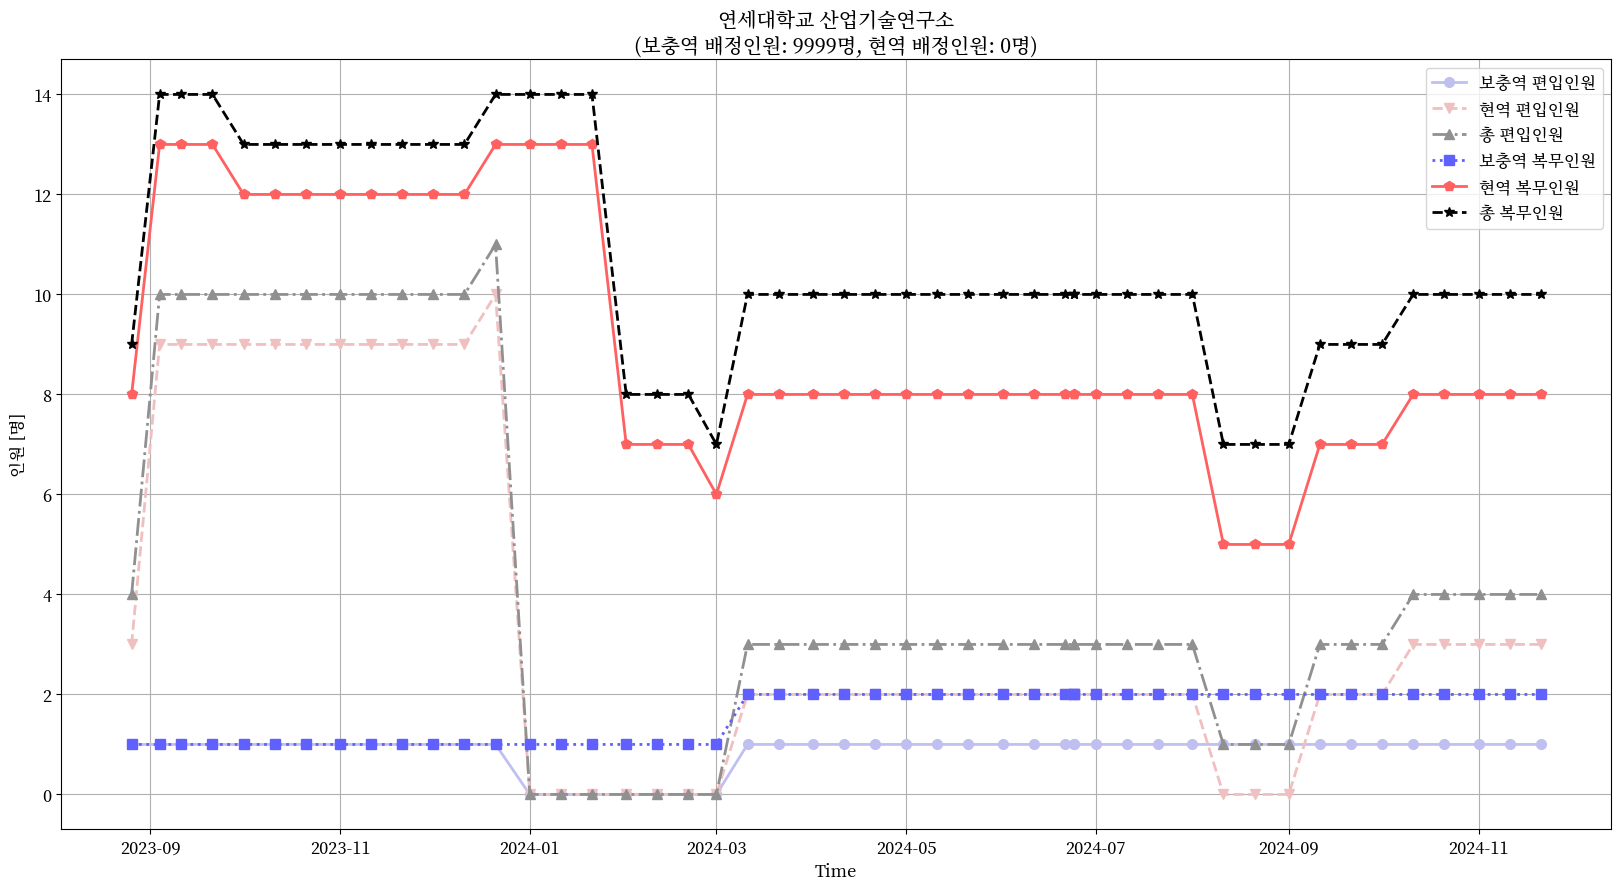 연세대학교 산업기술연구소
(보충역 배정인원: 9999명, 현역 배정인원: 0명)
보충역 편입인원
현역 편입인원
총 편입인원
보충역 복무인원
현역 복무인원
총 복무인원
14
12
10
8
6
4
2
0
인원 [명]
2023-09
2023-11
2024-01
2024-03
2024-05
2024-07
2024-09
2024-11
Time